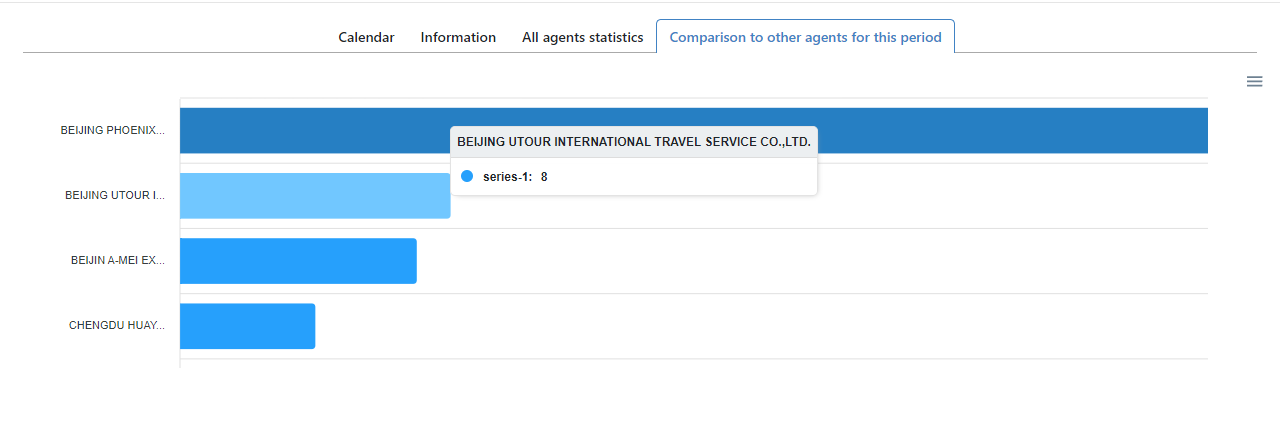 Calendar Information All agents statistics Comparison to other agents for this period
BEIJING PHOENIX...
BEIJING UTOUR INTERNATIONAL TRAVEL SERVICE CO.,LTD.
series-1: 8
BEIJING UTOUR I...
BEIJIN A-MEI EX...
CHENGDU HUAY...